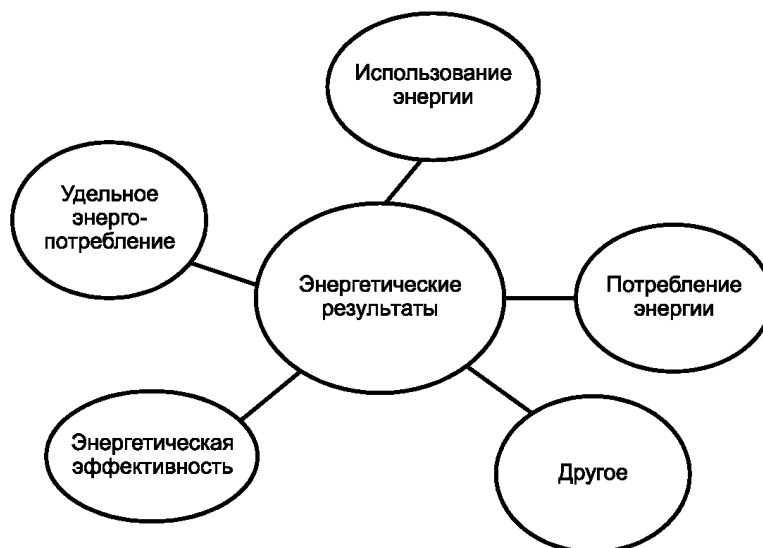 Использование
энергии
Удельное
энерго-
потребление
Энергетические
результаты
Потребление
энергии
Энергетическая
эффективность
Другое